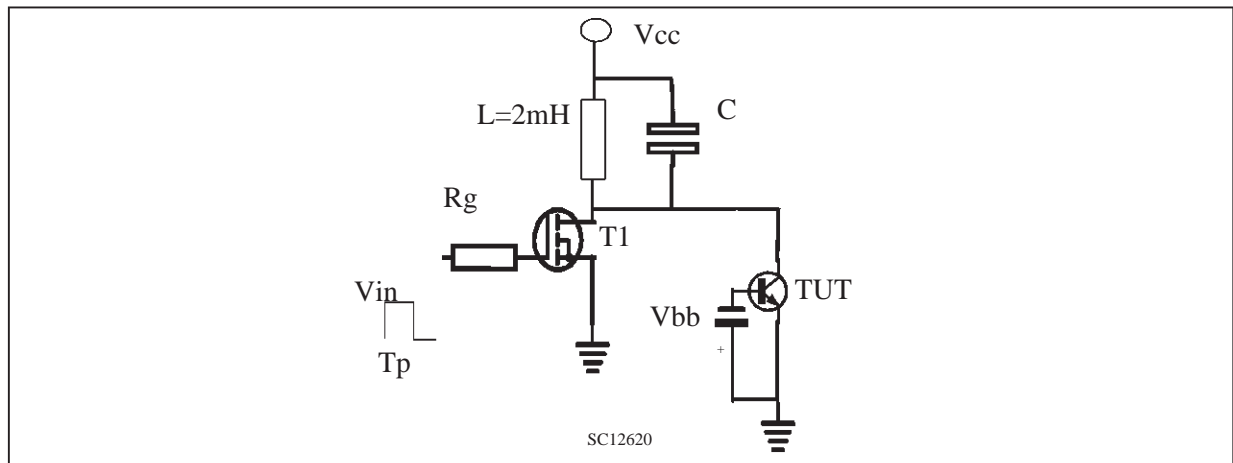 Vcc
L=2mH
C
Rg
T1
Vin
Tp
Vbb
+
TUT
SC12620